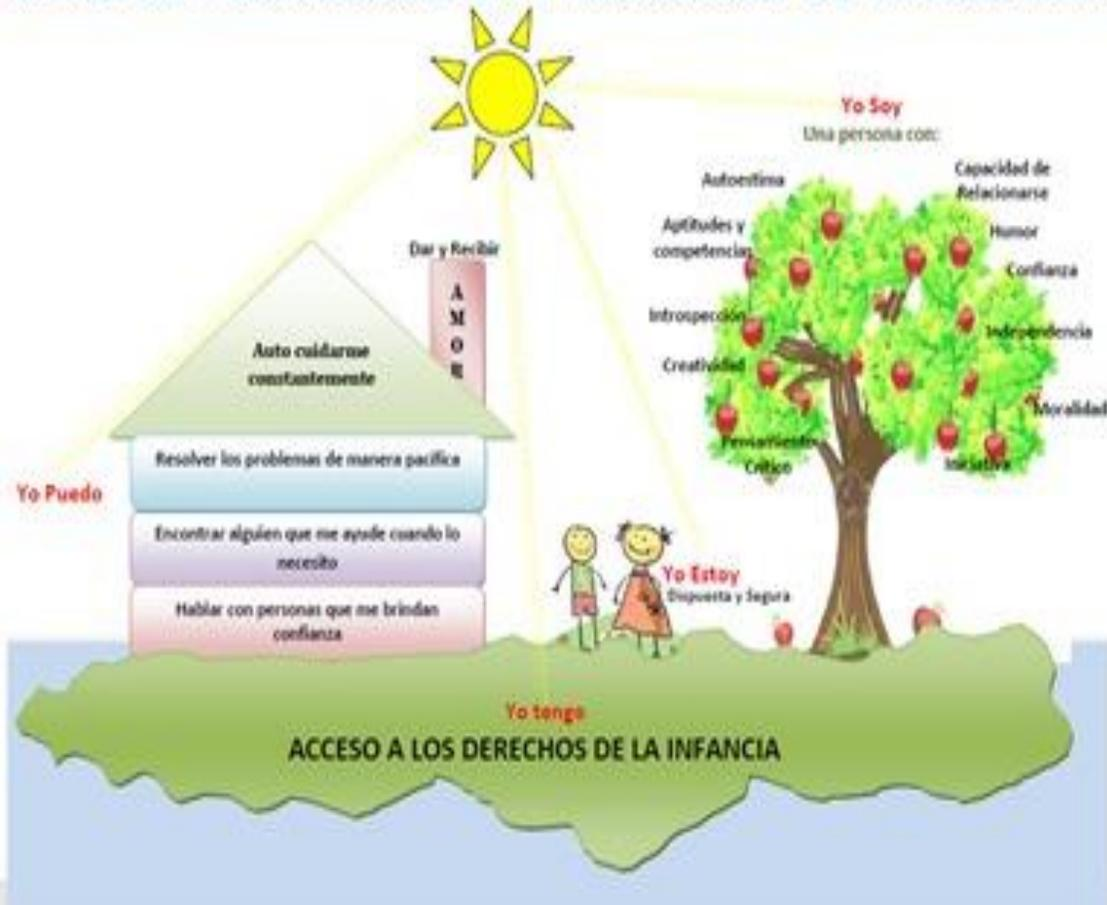 Yo Soy
Una persona con:
Autoestima
Capacidad de
Relacionarse
Aptitudes y
competencias
Humor
Confianza
Introspección
Independencia
Creatividad
Moralidad
Pensamiento
Critico
Iniciativa
Dar y Recibir
A
M
O
R
Auto cuidarme
constantemente
Yo Puedo
Resolver los problemas de manera pacifica
Encontrar alguien que me ayude cuando lo
necesito
Hablar con personas que me brindan
confianza
Yo Estoy
Dispuesta y Segura
Yo tengo
ACCESO A LOS DERECHOS DE LA INFANCIA